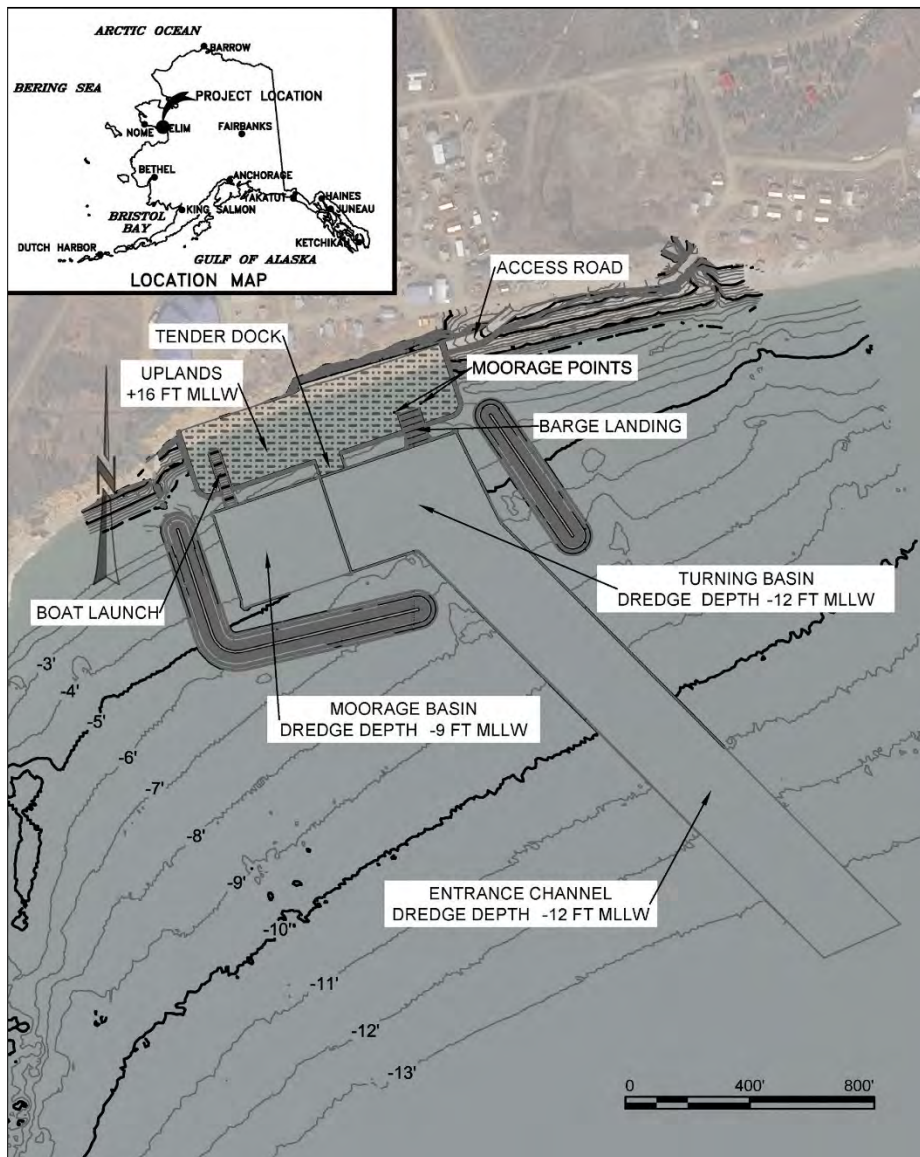 ARCTIC OCEAN
BARROW
BERING SEA
PROJECT LOCATION
NOME
ELIM
FAIRBANKS
BETHEL
ANCHORAGE
YAKATUT
HAINES
JUNEAU
BRISTOL
BAY
KING SALMON
KETCHIKAN
DUTCH HARBOR
GULF OF ALASKA
LOCATION MAP
ACCESS ROAD
TENDER DOCK
MOORAGE POINTS
UPLANDS
+16 FT MLLW
BARGE LANDING
N
TURNING BASIN
DREDGE DEPTH -12 FT MLLW
BOAT LAUNCH
-3'
-4'
-5'
-6'
-7'
-8'
-9'
-10'
-11'
-12'
-13'
MOORAGE BASIN
DREDGE DEPTH -9 FT MLLW
ENTRANCE CHANNEL
DREDGE DEPTH -12 FT MLLW
0 400' 800'